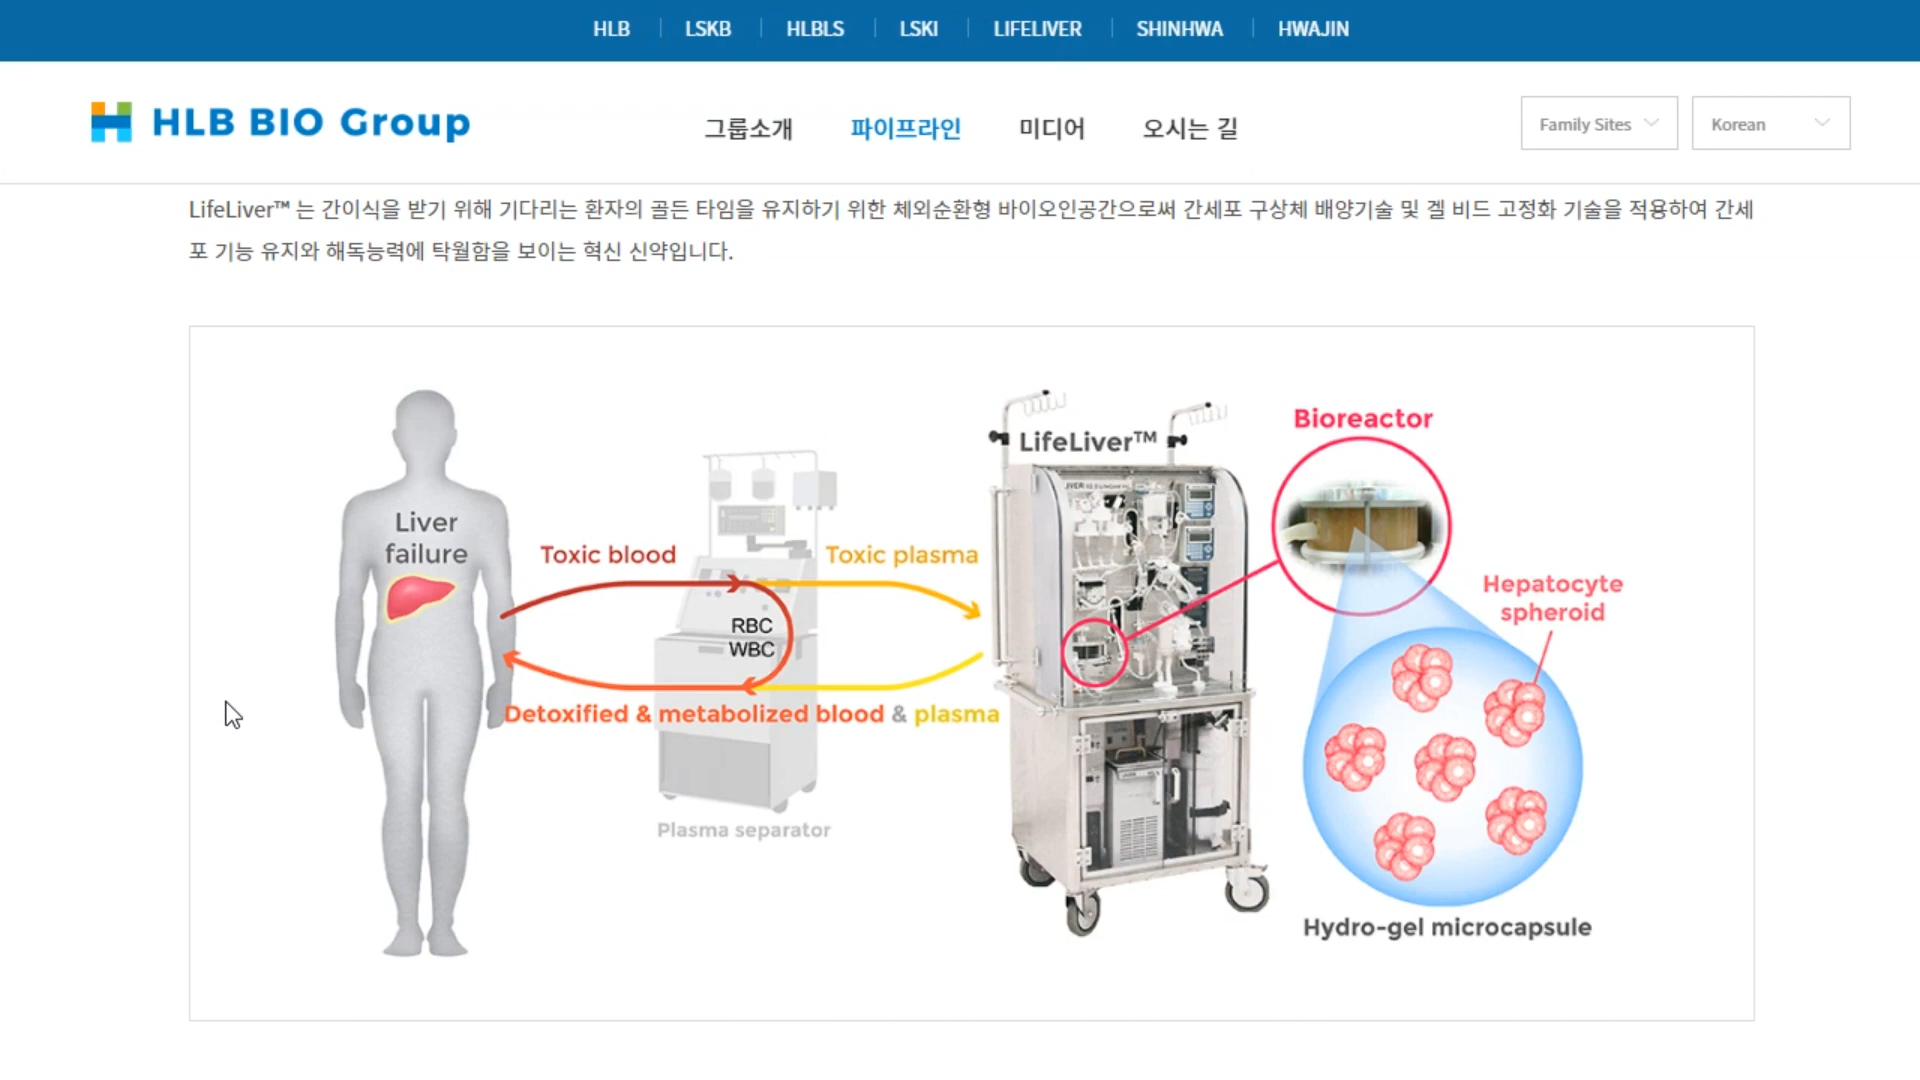 HLB LSKB HLBLS LSKI LIFELIVER SHINHWA HWAJIN
HLB BIO Group 그룹소개 파이프라인 미디어 오시는 길 Family Sites Korean
LifeLiver™ 는 간이식을 받기 위해 기다리는 환자의 골든 타임을 유지하기 위한 체외순환형 바이오인공간으로써 간세포 구상체 배양기술 및 겔 비드 고정화 기술을 적용하여 간세
포 기능 유지와 해독능력에 탁월함을 보이는 혁신 신약입니다.
Liver
failure
Toxic blood
Toxic plasma
RBC
WBC
Detoxified & metabolized blood & plasma
Plasma separator
LifeLiver™
Bioreactor
Hepatocyte
spheroid
Hydro-gel microcapsule